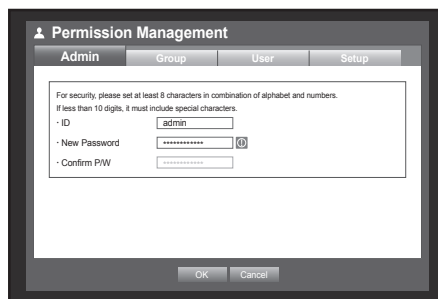 Permission Management
Admin Group User Setup
For security, please set at least 8 characters in combination of alphabet and numbers.
If less than 10 digits, it must include special characters.
· ID admin
· New Password ************
· Confirm P/W ************
OK Cancel